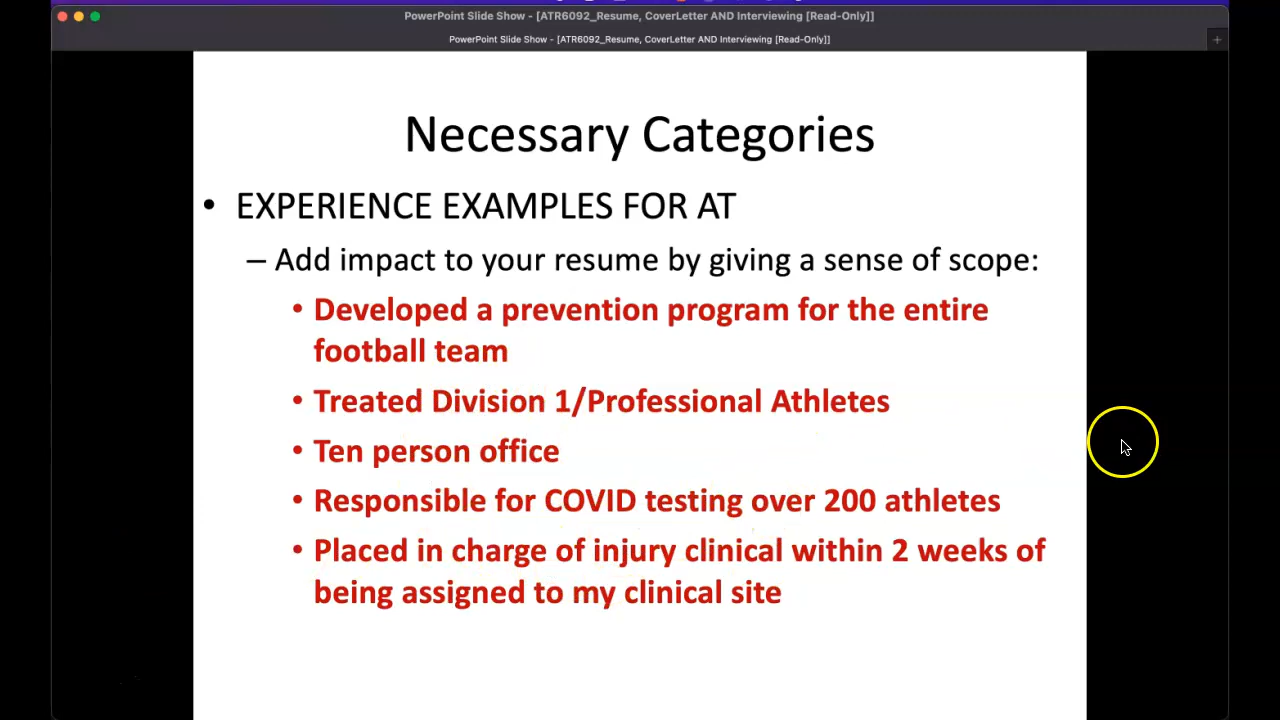 PowerPoint Slide Show - [ATR6092_Resume, CoverLetter AND Interviewing [Read-Only]]
PowerPoint Slide Show - [ATR6092_Resume, CoverLetter AND Interviewing [Read-Only]]
Necessary Categories
• EXPERIENCE EXAMPLES FOR AT
– Add impact to your resume by giving a sense of scope:
• Developed a prevention program for the entire
football team
• Treated Division 1/Professional Athletes
• Ten person office
• Responsible for COVID testing over 200 athletes
• Placed in charge of injury clinical within 2 weeks of
being assigned to my clinical site